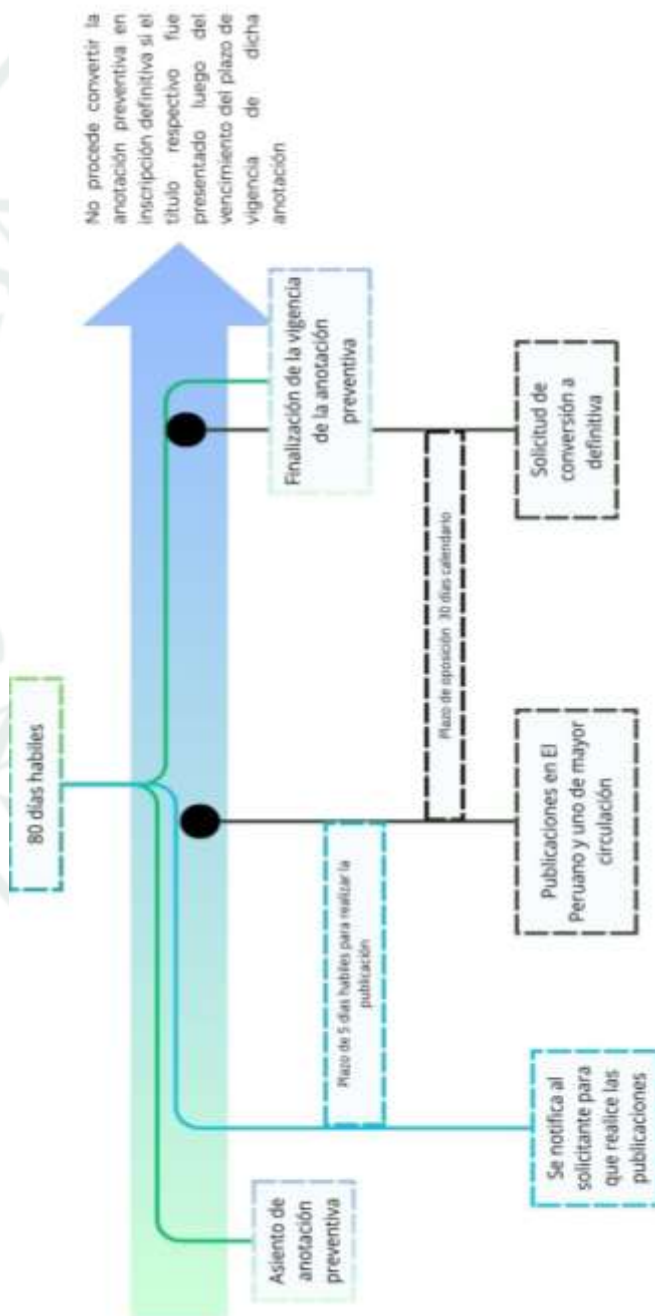 80 días habiles
No procede convertir la
anotación preventiva en
inscripción definitiva si el
título respectivo fue
presentado luego del
vencimiento del plazo de
vigencia de dicha
anotación
Asiento de
anotación
preventiva
Finalización de la vigencia
de la anotación
preventiva
Plazo de 5 días habiles para realizar la
publicación
Plazo de oposición 30 días calendario
Se notifica al
solicitante para
que realice las
publicaciones
Publicaciones en El
Peruano y uno de mayor
circulación
Solicitud de
conversión a
definitiva